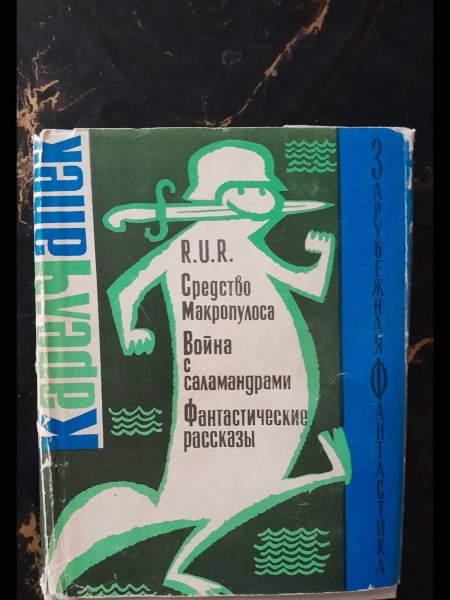 Карел Чапек
R.U.R.
Средство
Макропулоса
Война
с
саламандрами
Фантастические
рассказы
Зарубежная Фантастика